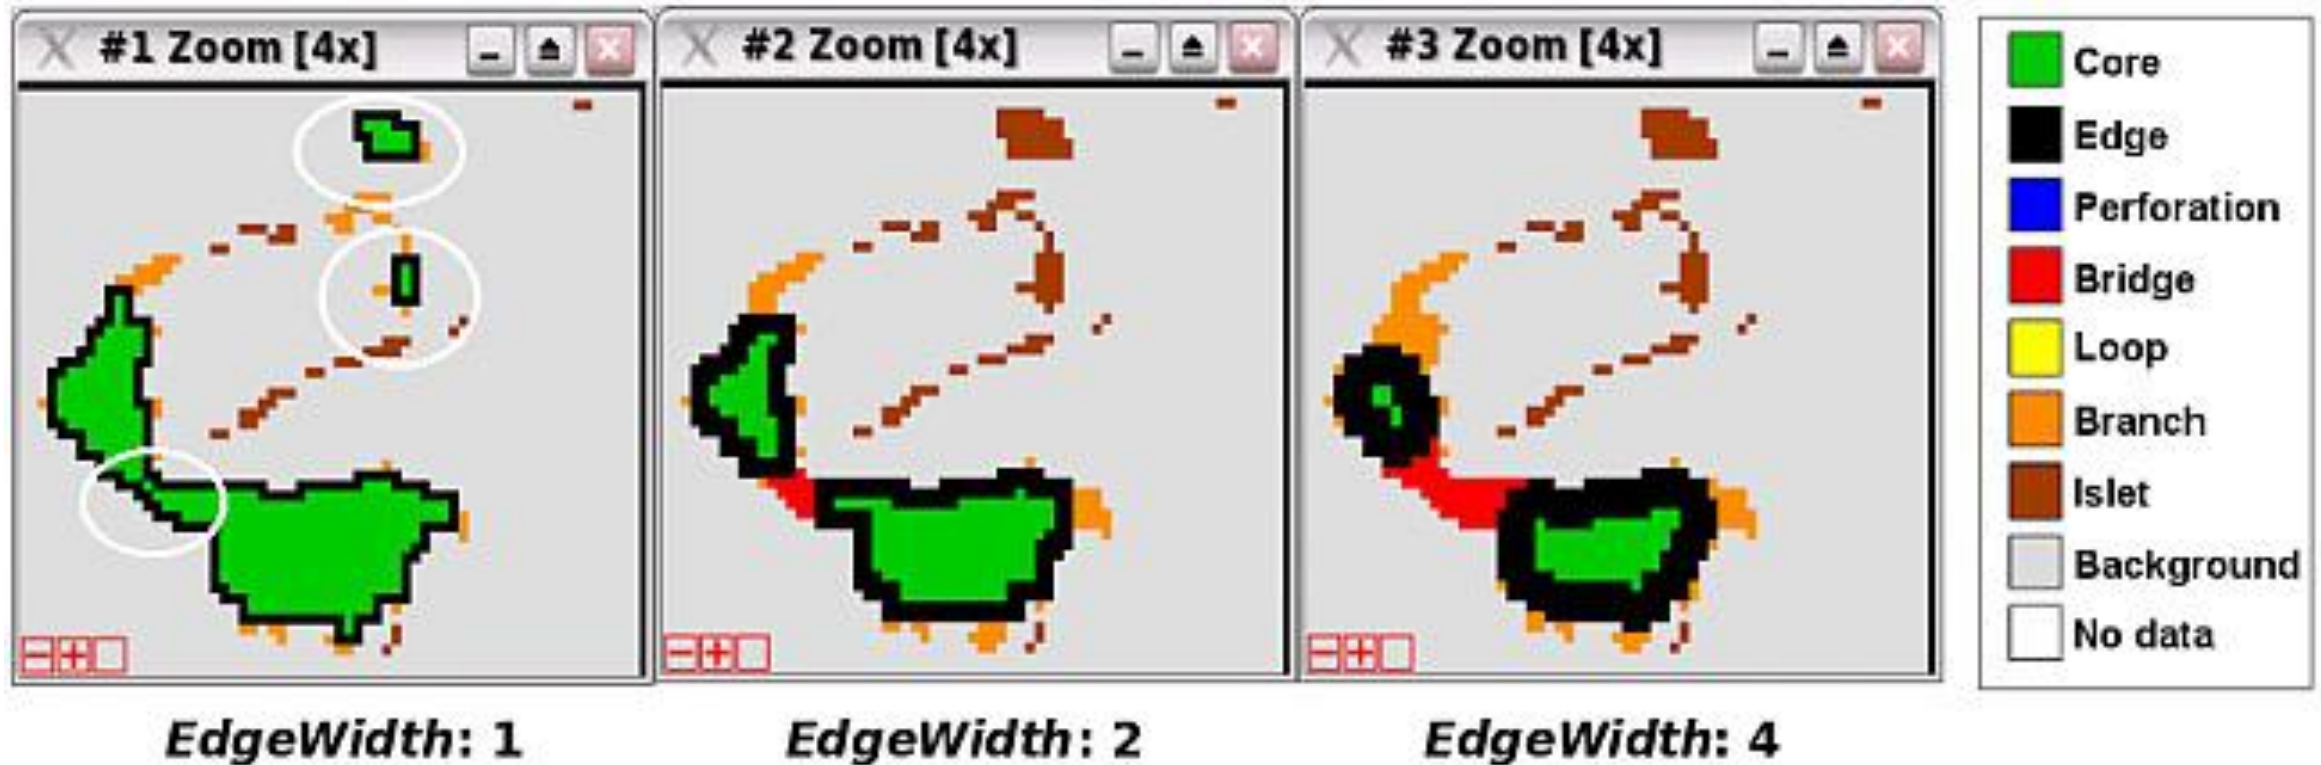 #1 Zoom [4x]
#2 Zoom [4x]
#3 Zoom [4x]
Core
Edge
Perforation
Bridge
Loop
Branch
Islet
Background
No data
EdgeWidth: 1
EdgeWidth: 2
EdgeWidth: 4